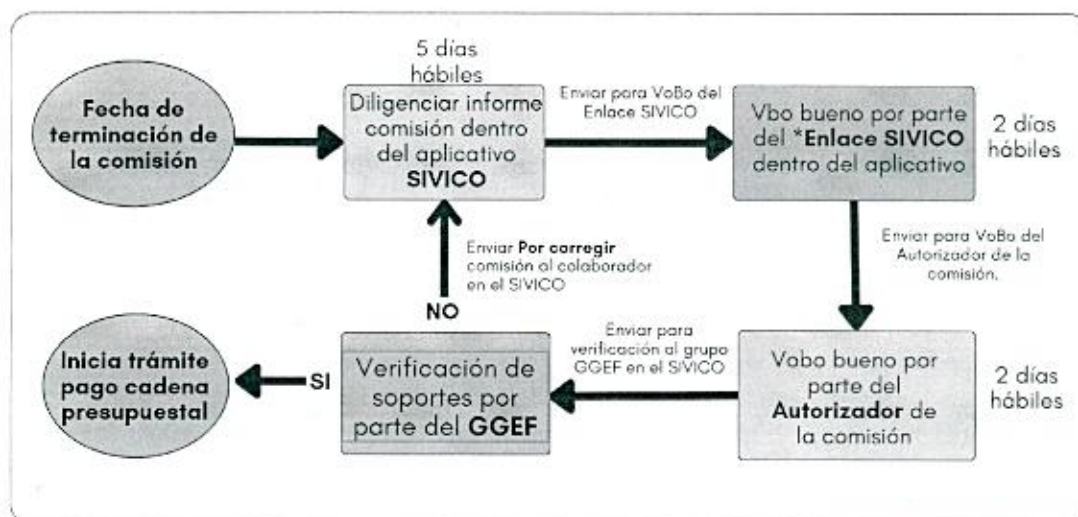 Fecha de
terminación de
la comisión
5 días
hábiles
Diligenciar informe
comisión dentro
del aplicativo
SIVICO
Enviar para VoBo del
Enlace SIVICO
Vbo bueno por parte
del *Enlace SIVICO
dentro del aplicativo
2 días
hábiles
Enviar para VoBo del
Autorizador de la
comisión.
Vobo bueno por
parte del
Autorizador de
la comisión
2 días
hábiles
Enviar para
verificación al grupo
GGEF en el SIVICO
Verificación de
soportes por
parte del GGEF
NO
Enviar Por corregir
comisión al colaborador
en el SIVICO
SI
Inicia trámite
pago cadena
presupuestal